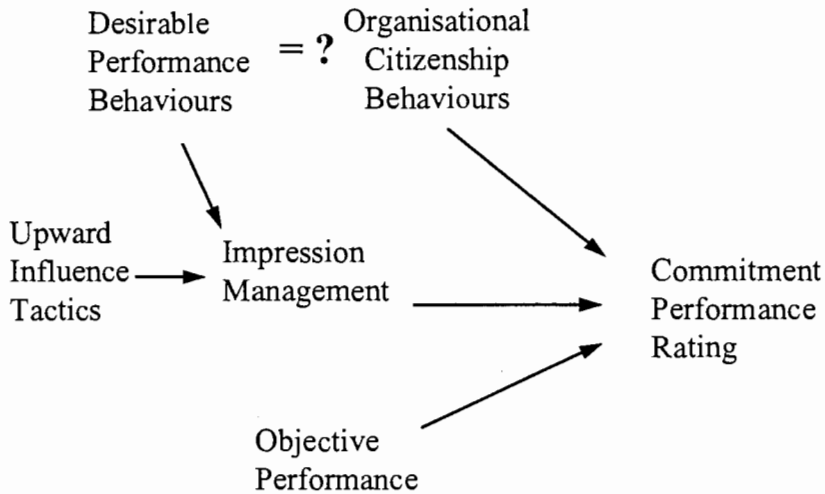 Desirable
Performance
Behaviours
= ?
Organisational
Citizenship
Behaviours
Upward
Influence
Tactics
Impression
Management
Commitment
Performance
Rating
Objective
Performance